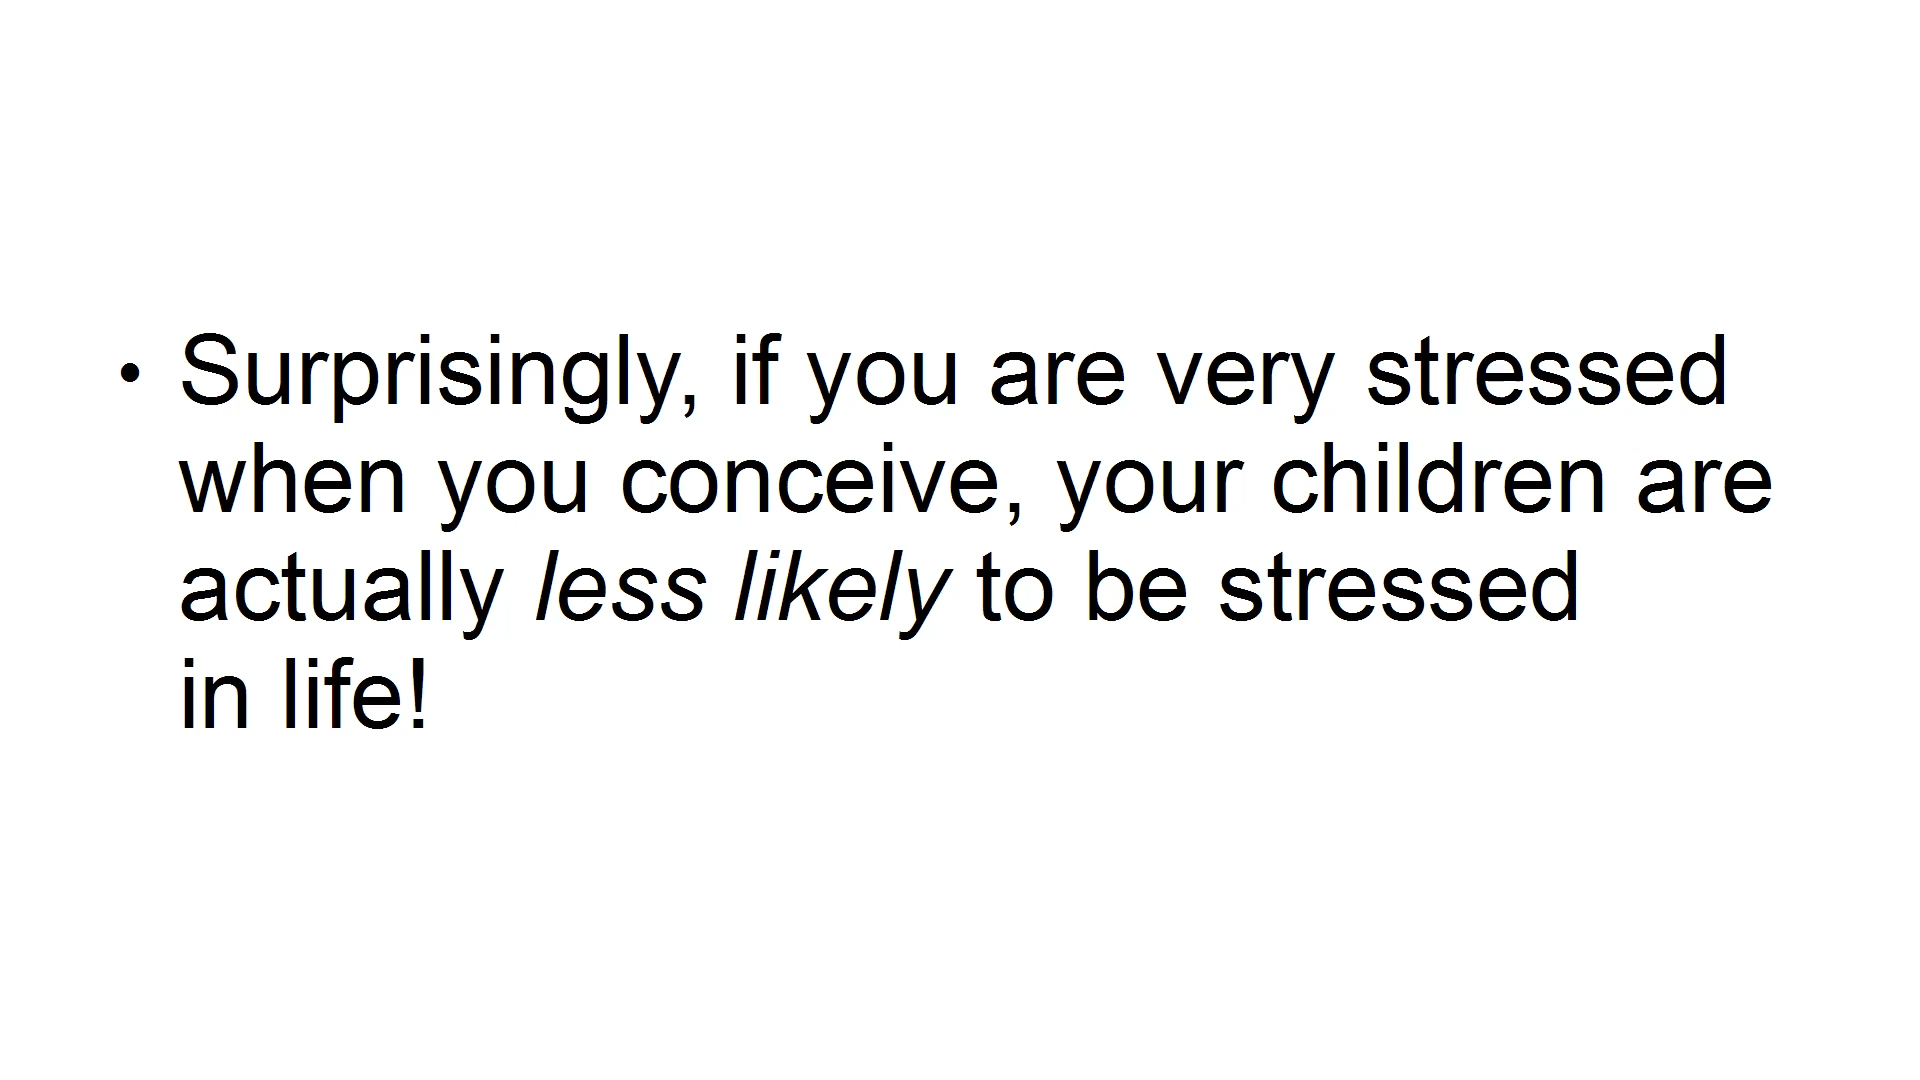 • Surprisingly, if you are very stressed
when you conceive, your children are
actually less likely to be stressed
in life!